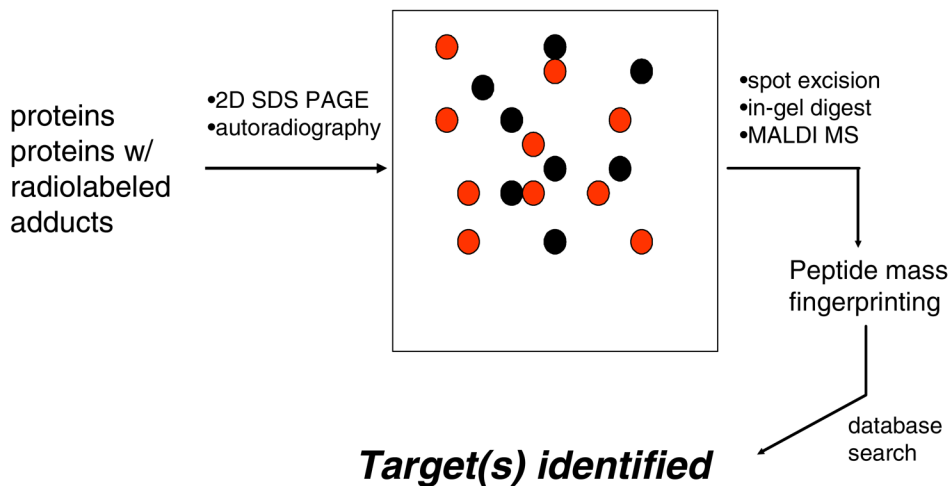 proteins
proteins w/
radiolabeled
adducts
•2D SDS PAGE
•autoradiography
•spot excision
•in-gel digest
•MALDI MS
Peptide mass
fingerprinting
database
search
Target(s) identified